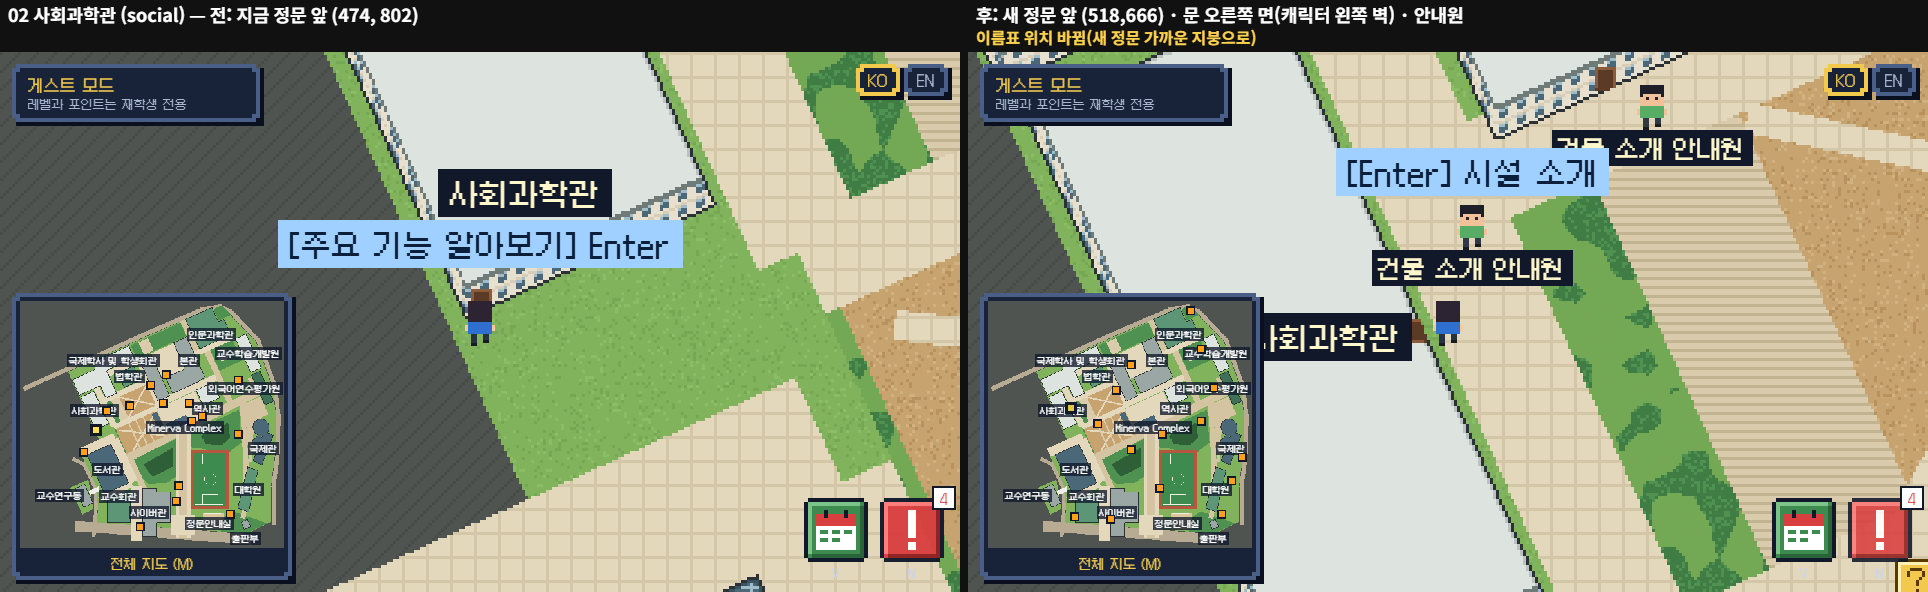 02 사회과학관 (social) — 전: 지금 정문 앞 (474, 802)
게스트 모드
레벨과 포인트는 재학생 전용
KO
EN
사회과학관
[주요 기능 알아보기] Enter
인문과학관
국제학사 및 학생회관
본관
교수학습개발원
법학관
외국어연수평가원
역사관
Minerva Complex
국제관
도서관
교수연구동
교수회관
대학원
사이버관
정문안내실
출판부
전체 지도 (M)
4
후: 새 정문 앞 (518,666) · 문 오른쪽 면(캐릭터 왼쪽 벽) · 안내원
이름표 위치 바뀜(새 정문 가까운 지붕으로)
게스트 모드
레벨과 포인트는 재학생 전용
KO
EN
소개 안내원
[Enter] 시설 소개
건물 소개 안내원
사회과학관
인문과학관
국제학사 및 학생회관
본관
법학관
역사관
Minerva Complex
국제관
도서관
교수연구동
교수회관
대학원
사이버관
정문안내실
출판부
전체 지도 (M)
4
?